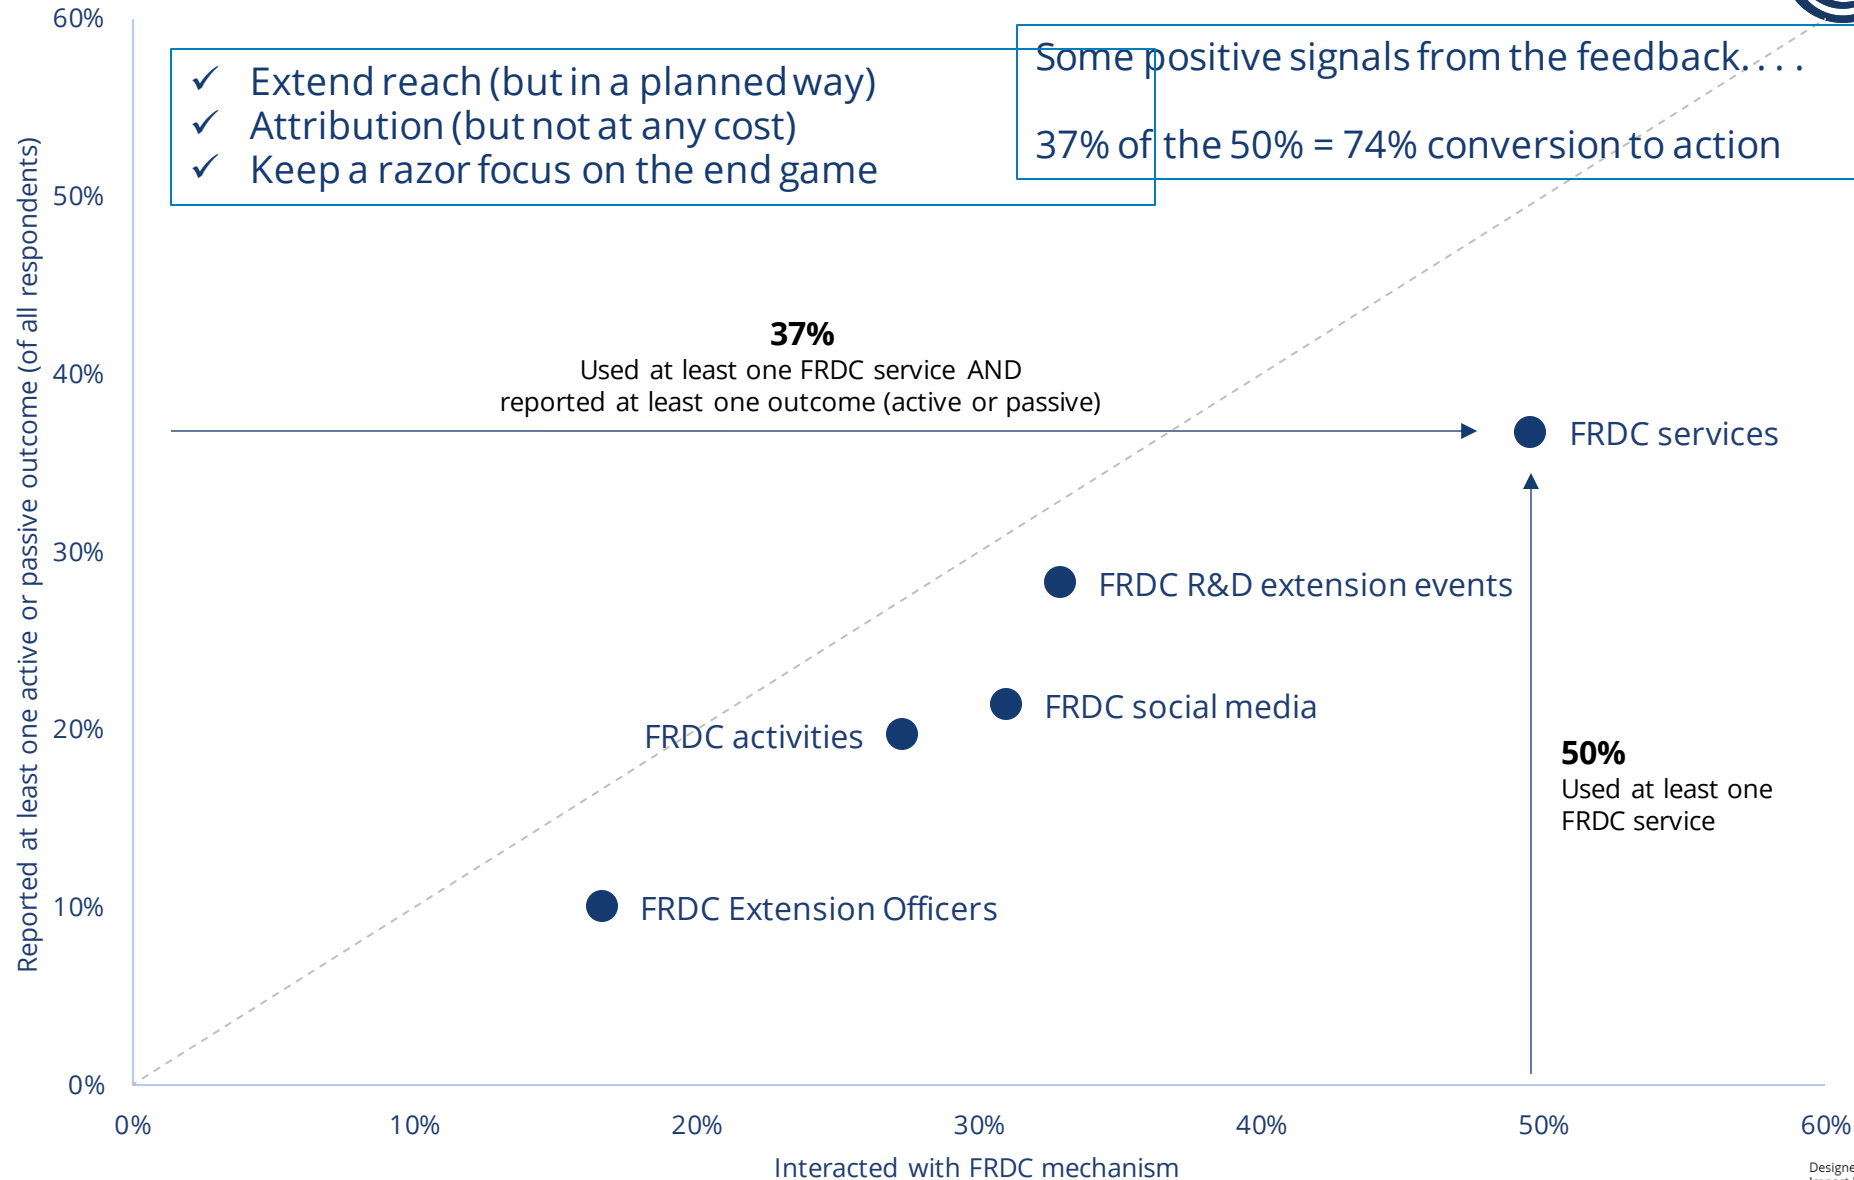 60%
50%
40%
30%
20%
10%
0%
Reported at least one active or passive outcome (of all respondents)
✓ Extend reach (but in a planned way)
✓ Attribution (but not at any cost)
✓ Keep a razor focus on the end game
Some positive signals from the feedback. . . .
37% of the 50% = 74% conversion to action
37%
Used at least one FRDC service AND
reported at least one outcome (active or passive)
FRDC services
FRDC R&D extension events
FRDC social media
FRDC activities
50%
Used at least one
FRDC service
FRDC Extension Officers
0% 10% 20% 30% 40% 50% 60%
Interacted with FRDC mechanism
Designe